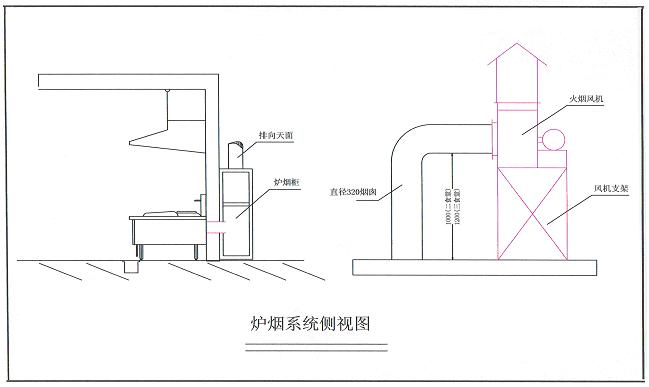 排向天面
炉烟柜
火烟风机
直径320烟囱
风机支架
1000(二食堂)
1200(三食堂)
炉烟系统侧视图